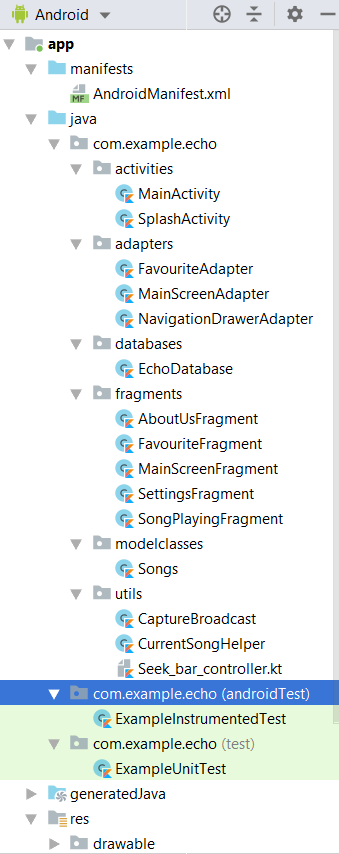 Android
app
manifests
MF AndroidManifest.xml
java
com.example.echo
activities
MainActivity
SplashActivity
adapters
FavouriteAdapter
MainScreenAdapter
NavigationDrawerAdapter
databases
EchoDatabase
fragments
AboutUsFragment
FavouriteFragment
MainScreenFragment
SettingsFragment
SongPlayingFragment
modelclasses
Songs
utils
CaptureBroadcast
CurrentSongHelper
Seek_bar_controller.kt
com.example.echo (androidTest)
ExampleInstrumentedTest
com.example.echo (test)
ExampleUnitTest
generatedJava
res
drawable